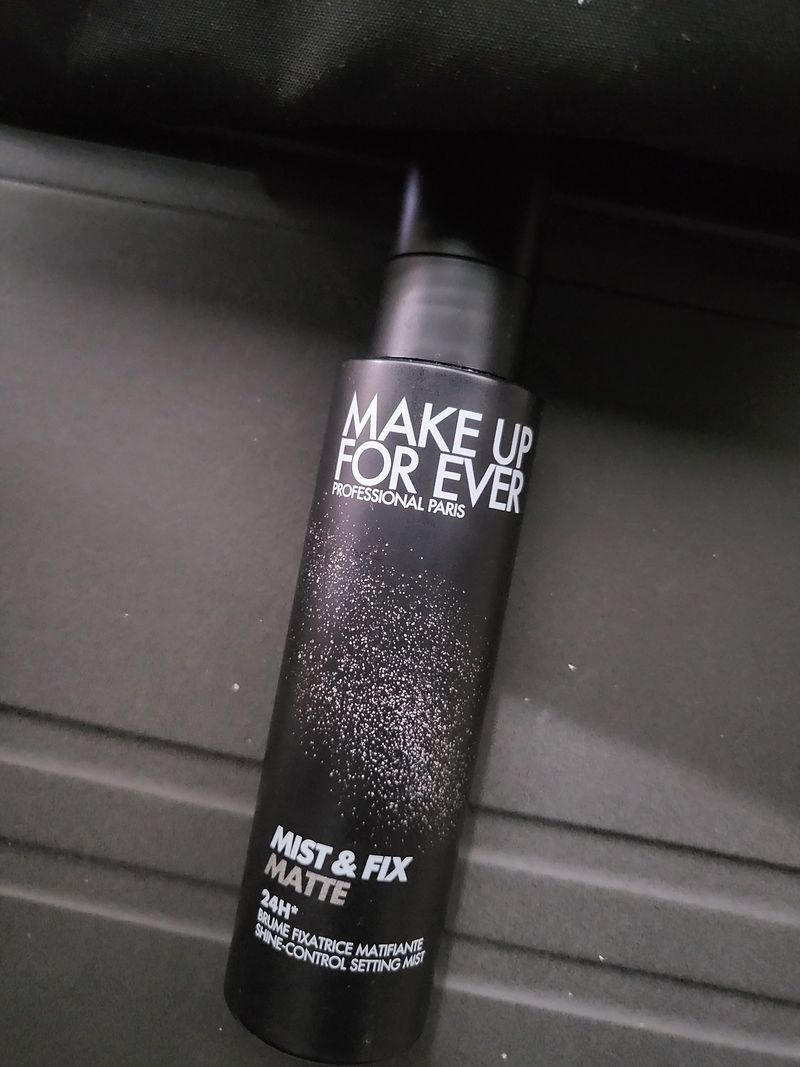 MAKE UP
FOR EVER
PROFESSIONAL PARIS
MIST & FIX
MATTE
24H*
BRUME FIXATRICE MATIFIANTE
SHINE-CONTROL SETTING MIST